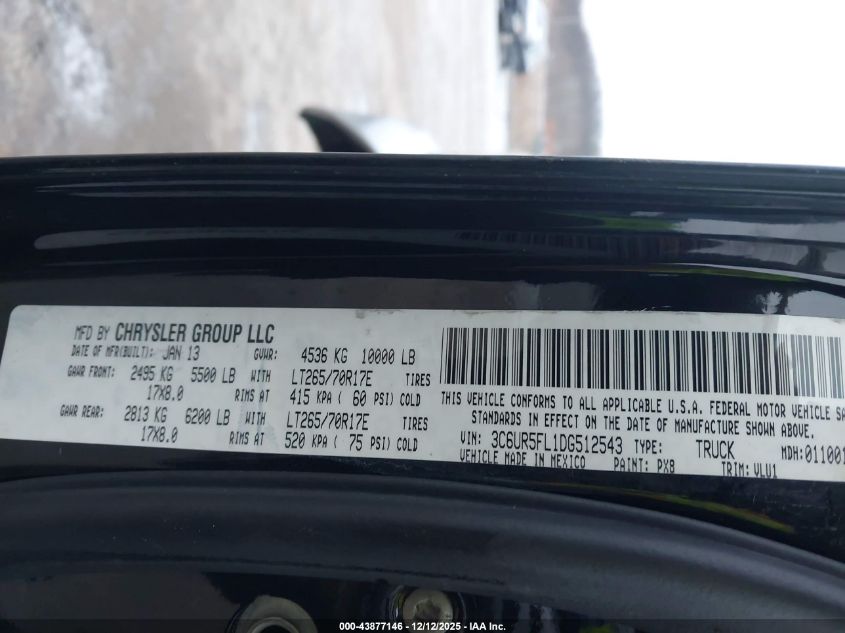 MFD BY CHRYSLER GROUP LLC
DATE OF MFR(BUILT): JAN 13 GVWR: 4536 KG 10000 LB
GAWR FRONT: 2495 KG 5500 LB WITH LT265/70R17E TIRES
17X8.0 RIMS AT 415 KPA ( 60 PSI) COLD
GAWR REAR: 2813 KG 6200 LB WITH LT265/70R17E TIRES
17X8.0 RIMS AT 520 KPA ( 75 PSI) COLD
THIS VEHICLE CONFORMS TO ALL APPLICABLE U.S.A. FEDERAL MOTOR VEHICLE SA
STANDARDS IN EFFECT ON THE DATE OF MANUFACTURE SHOWN ABOVE.
VIN: 3C6UR5FL1DG512543 TYPE: TRUCK MDH:011001
VEHICLE MADE IN MEXICO PAINT: PX8 TRIM: VLV1
000-43877146 - 12/12/2025 - IAA Inc.